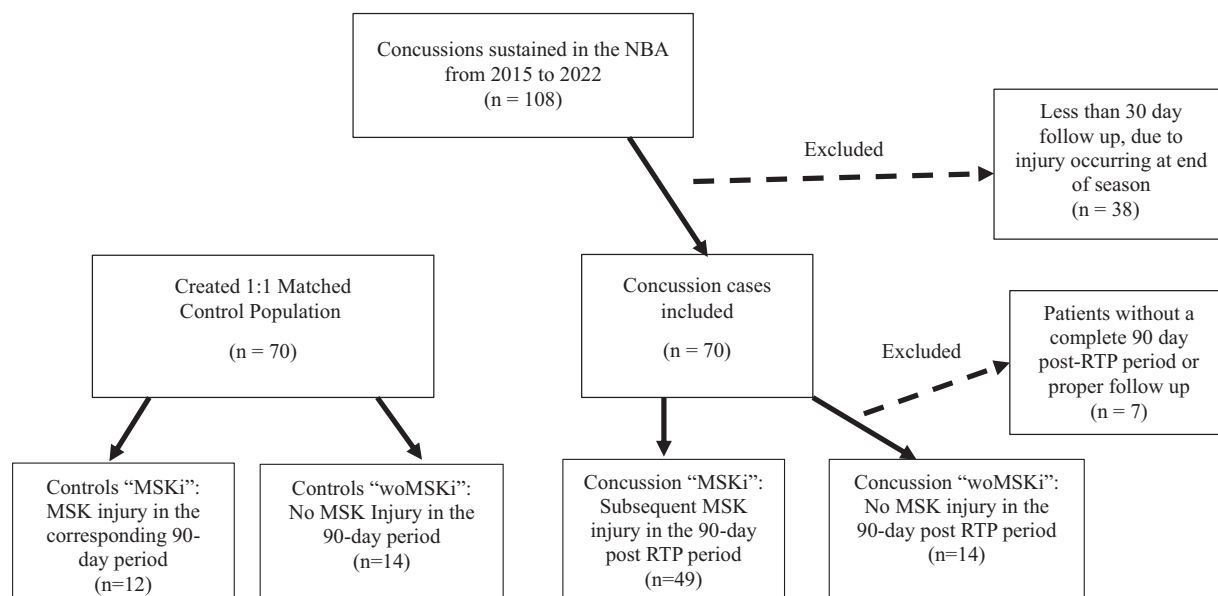 Concussions sustained in the NBA
from 2015 to 2022
(n = 108)
Excluded
Less than 30 day
follow up, due to
injury occurring at end
of season
(n = 38)
Created 1:1 Matched
Control Population
(n = 70)
Concussion cases
included
(n = 70)
Excluded
Patients without a
complete 90 day
post-RTP period or
proper follow up
(n = 7)
Controls “MSKi”:
MSK injury in the
corresponding 90-
day period
(n=12)
Controls “woMSKi”:
No MSK Injury in the
90-day period
(n=14)
Concussion “MSKi”:
Subsequent MSK
injury in the 90-day
post RTP period
(n=49)
Concussion “woMSKi”:
No MSK injury in the
90-day post RTP period
(n=14)